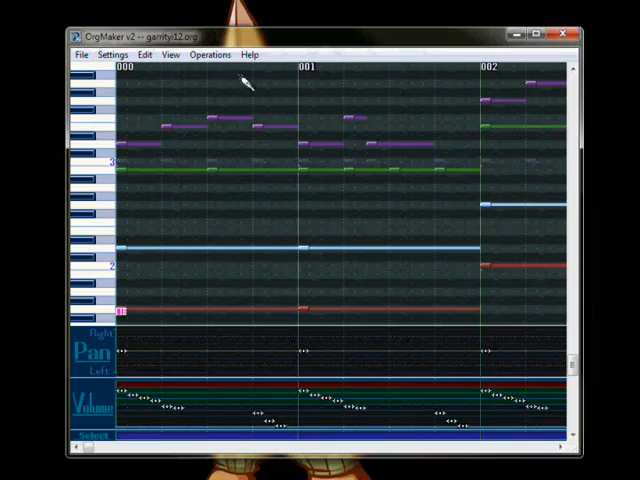 OrgMaker v2 -- garrityi12.org
File Settings Edit View Operations Help
000 001 002
3
2
Right
Pan
Left
Volume
Select